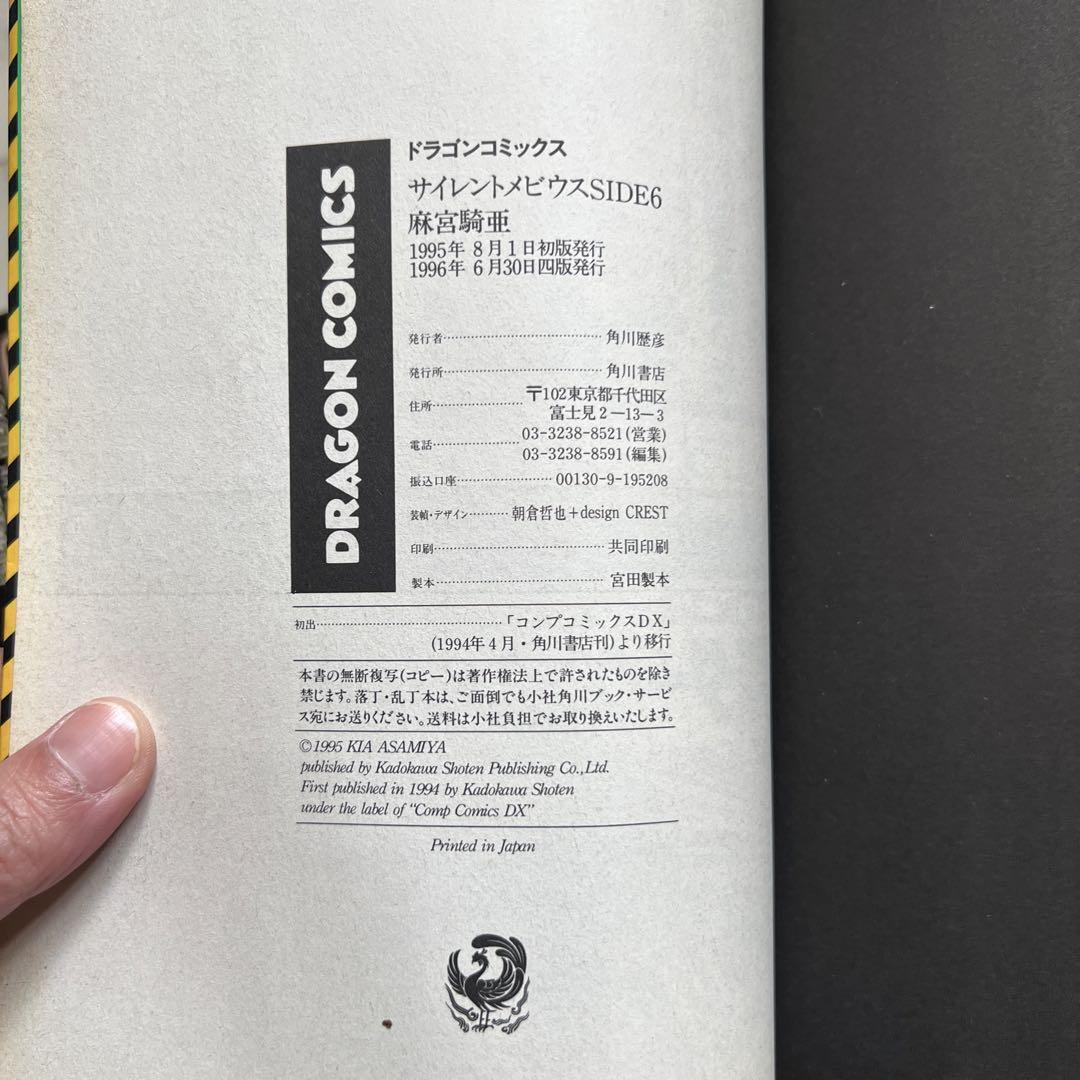 DRAGON COMICS
ドラゴンコミックス
サイレントメビウスSIDE6
麻宮騎亜
1995年 8月1日初版発行
1996年 6月30日四版発行
発行者……………………………………角川歴彦
発行所……………………………………角川書店
住所……………………〒102東京都千代田区
富士見2―13―3
電話……………………03-3238-8521(営業)
03-3238-8591(編集)
振込口座……………………00130-9-195208
装幀・デザイン………朝倉哲也+design CREST
印刷……………………………………共同印刷
製本……………………………………宮田製本
初出……………………………………「コンプコミックスDX」
(1994年4月・角川書店刊)より移行
本書の無断複写(コピー)は著作権法上で許されたものを除き
禁じます。落丁・乱丁本は、ご面倒でも小社角川ブック・サービ
ス宛にお送りください。送料は小社負担でお取り換えいたします。
©1995 KIA ASAMIYA
published by Kadokawa Shoten Publishing Co.,Ltd.
First published in 1994 by Kadokawa Shoten
under the label of "Comp Comics DX"
Printed in Japan